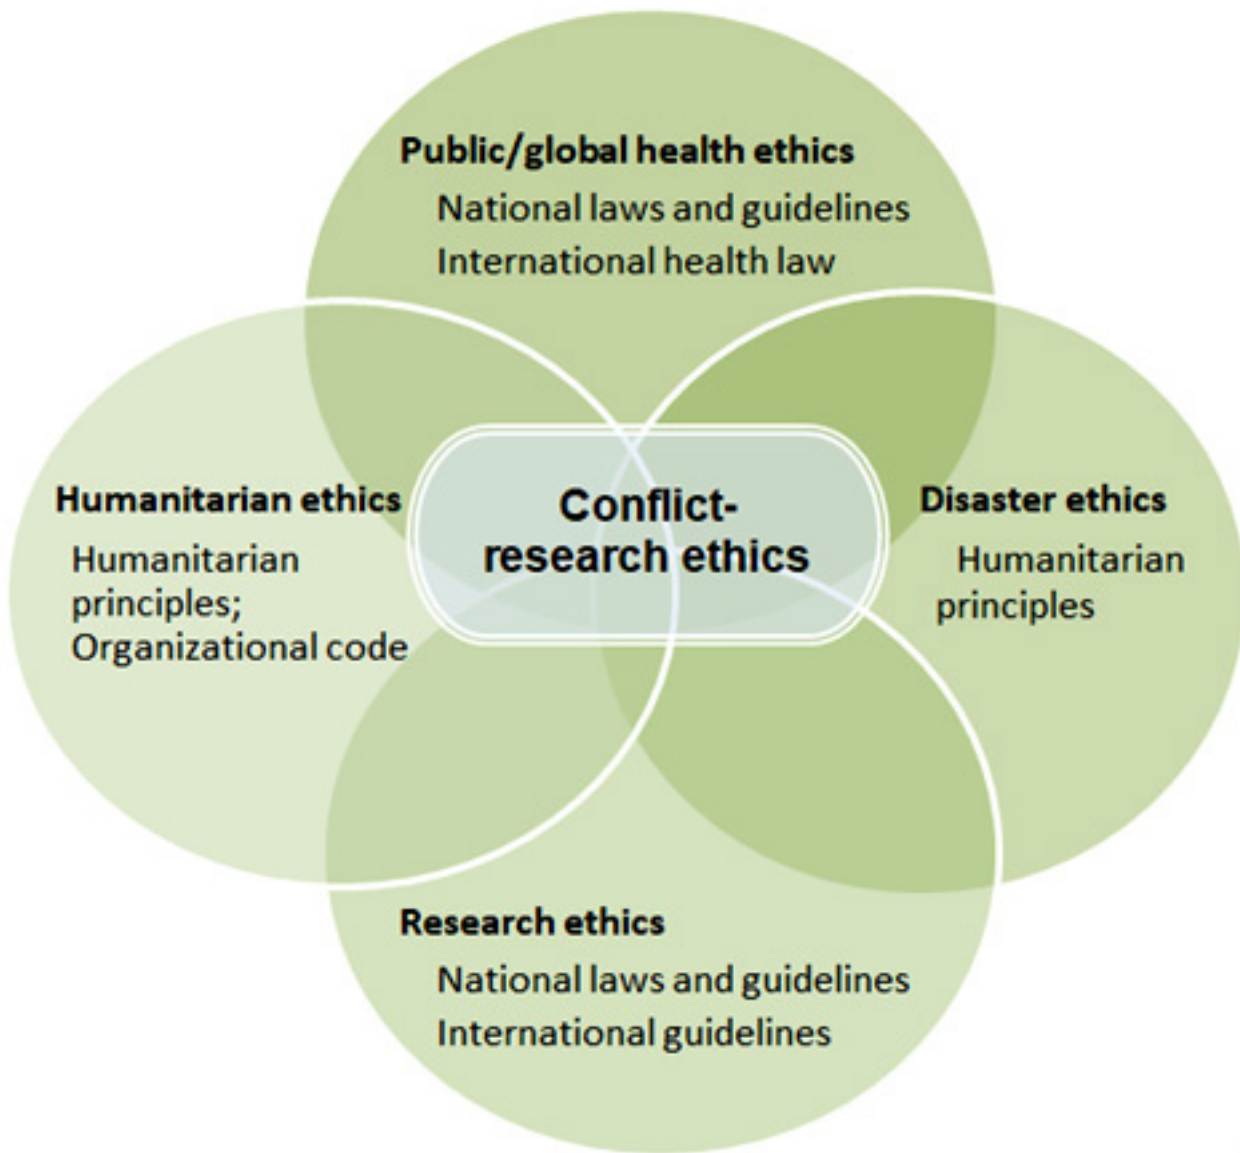 Public/global health ethics
National laws and guidelines
International health law
Humanitarian ethics
Humanitarian
principles;
Organizational code
Conflict-
research ethics
Disaster ethics
Humanitarian
principles
Research ethics
National laws and guidelines
International guidelines